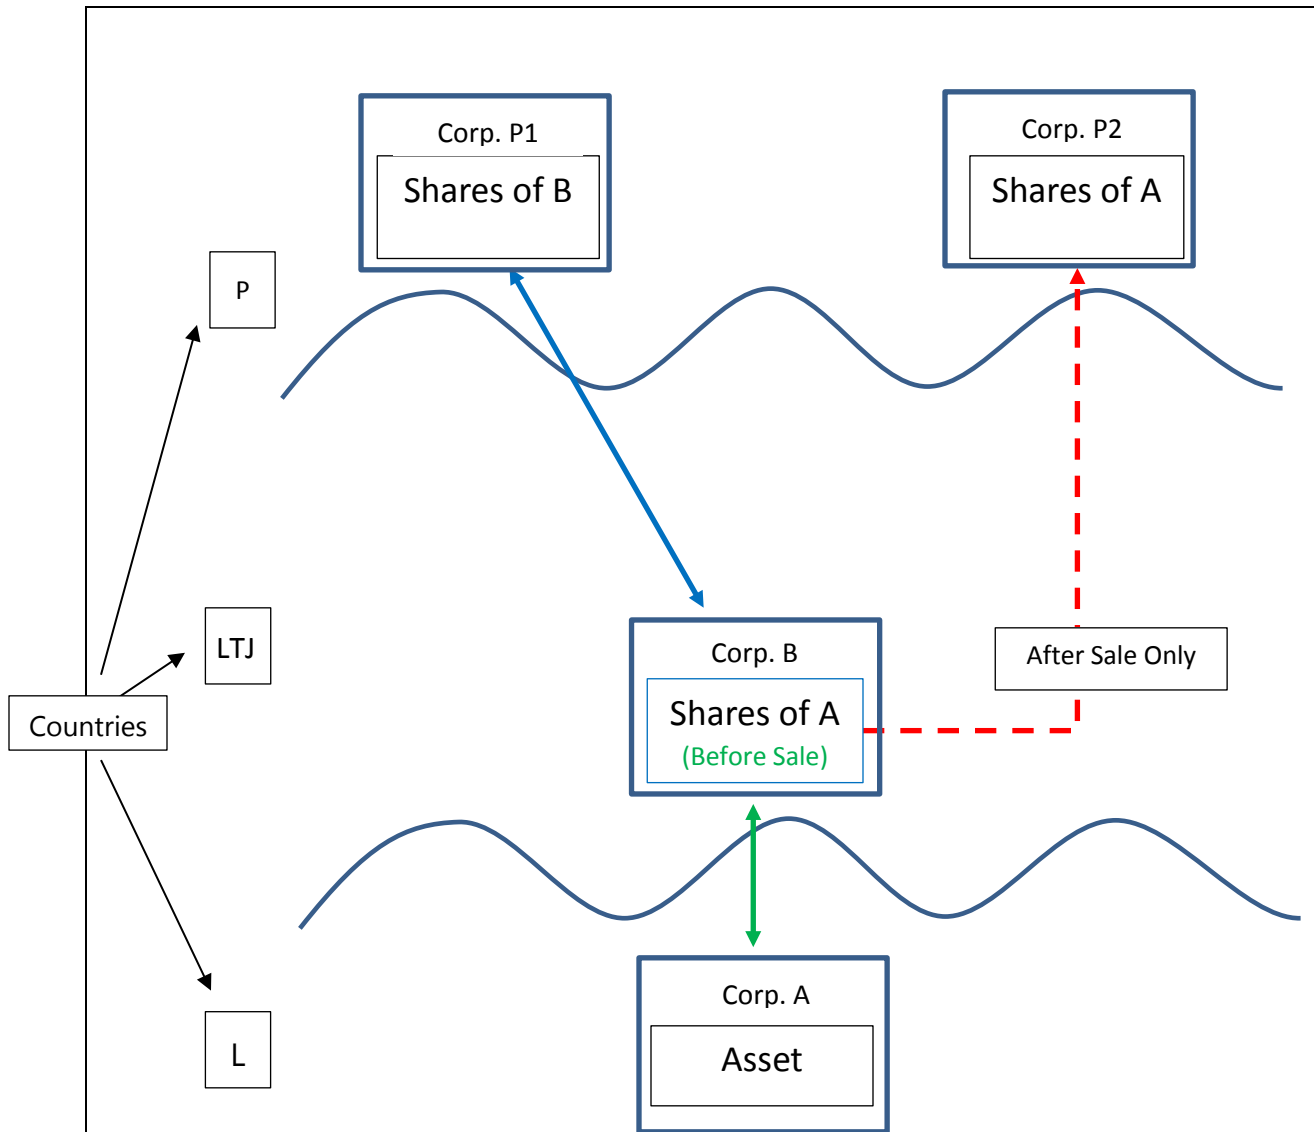 Corp. P1
Shares of B
Corp. P2
Shares of A
P
LTJ
Countries
Corp. B
Shares of A
(Before Sale)
After Sale Only
L
Corp. A
Asset